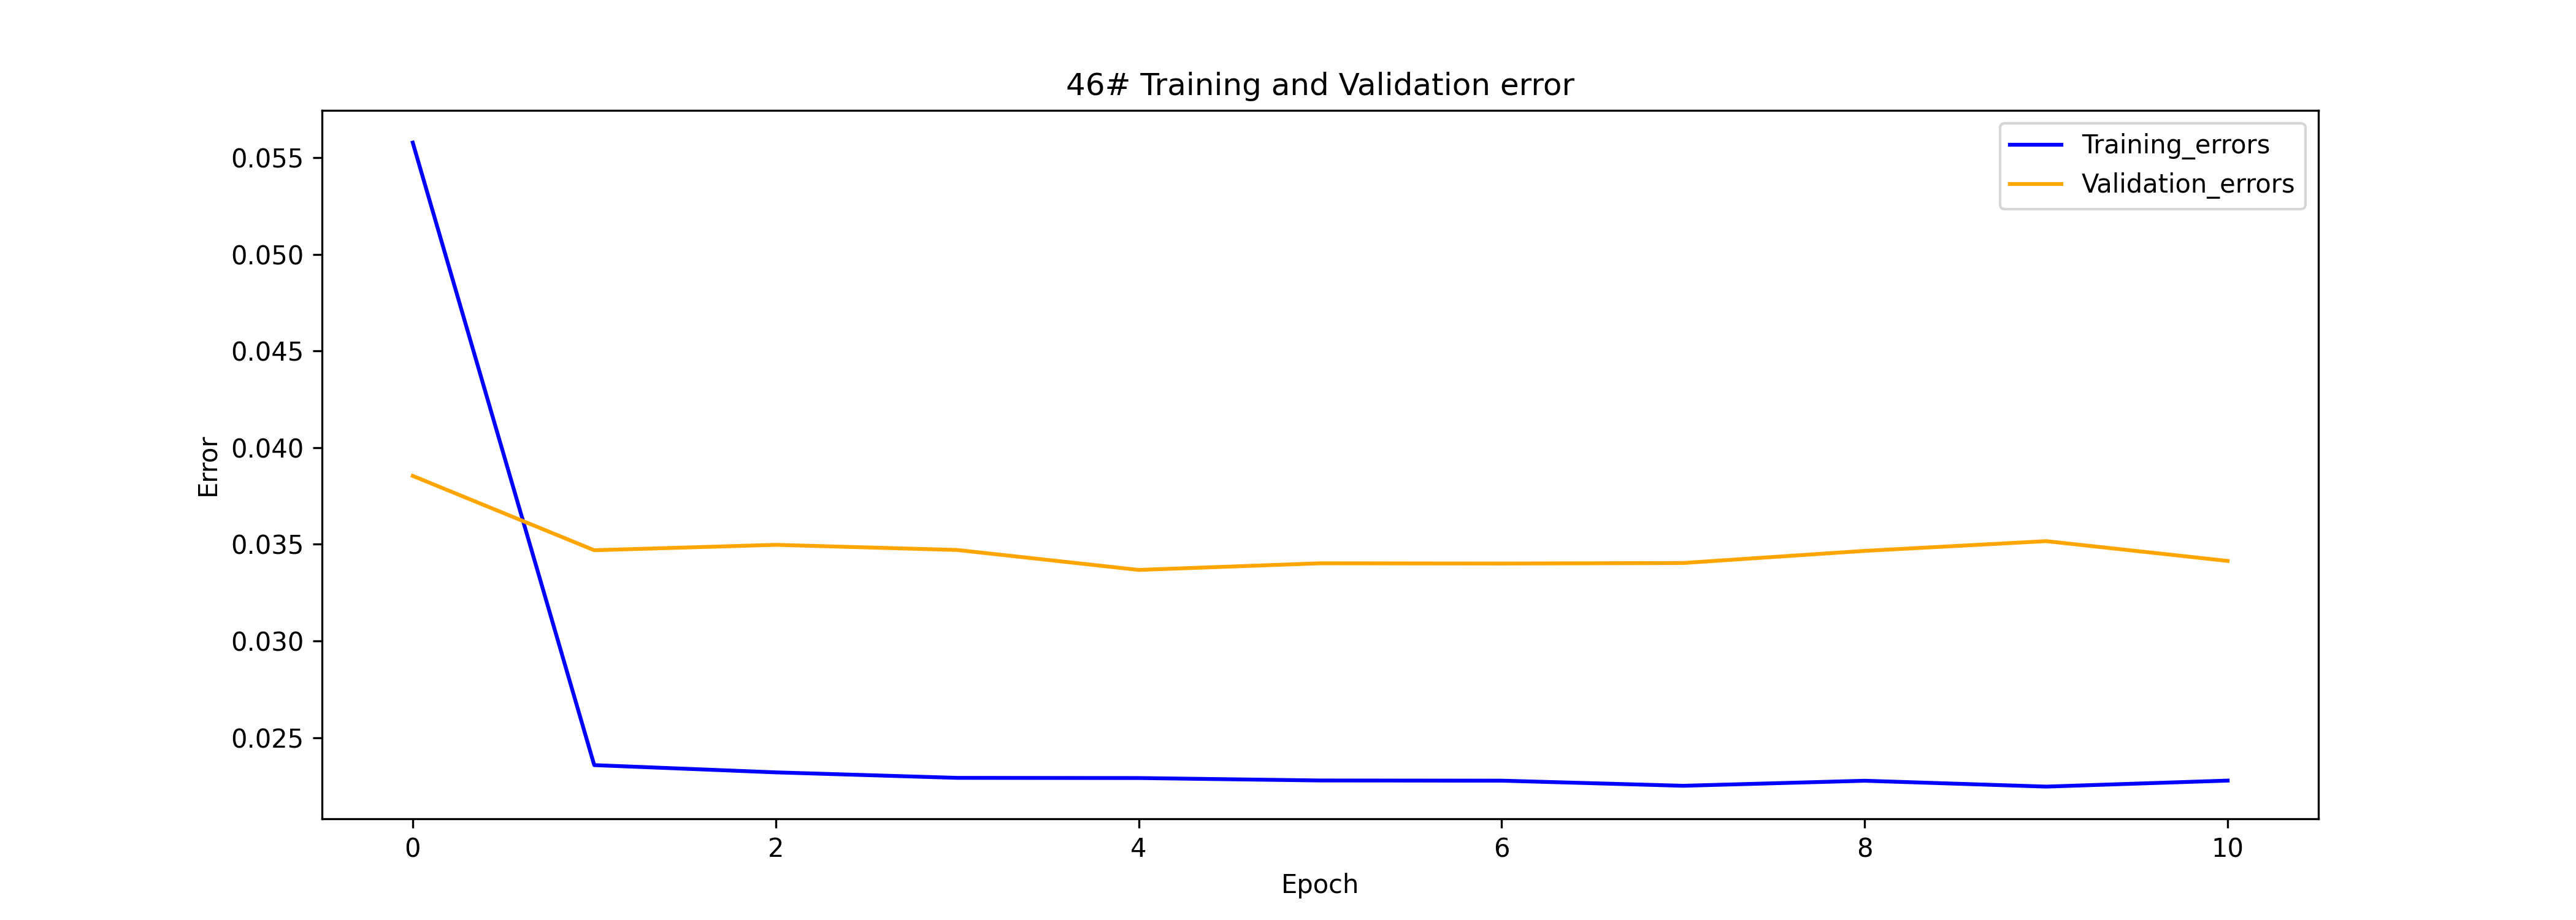 46# Training and Validation error
Training_errors
Validation_errors
0.055
0.050
0.045
0.040
0.035
0.030
0.025
Error
0 2 4 6 8 10
Epoch